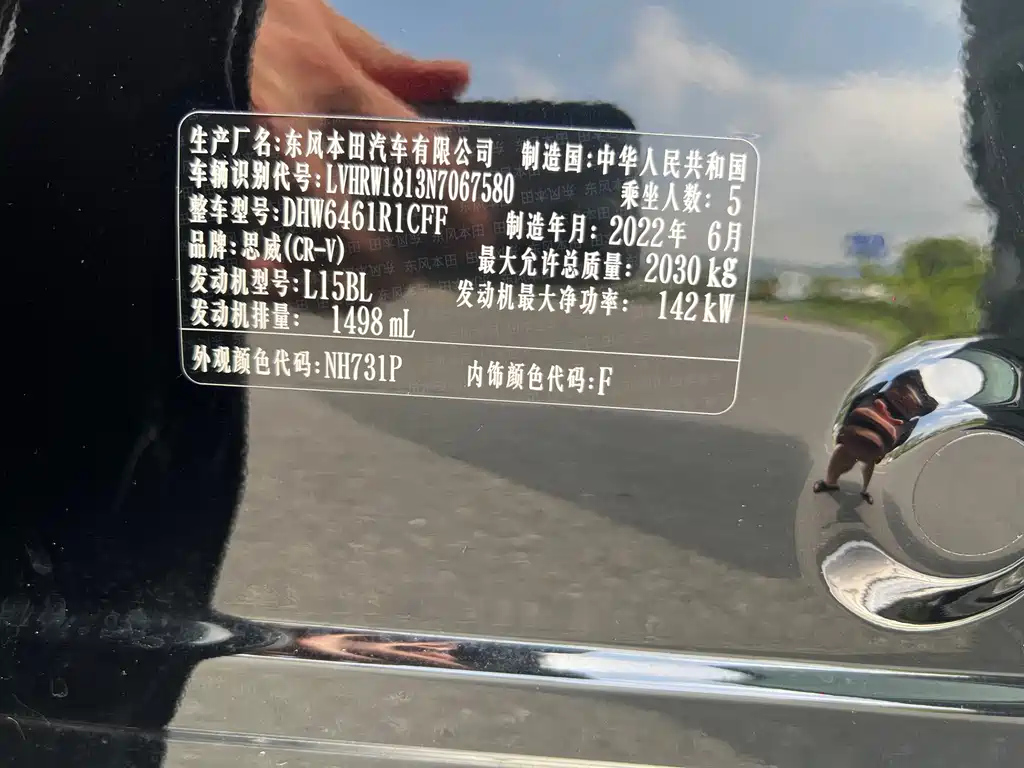 生产厂名:东风本田汽车有限公司 制造国:中华人民共和国
车辆识别代号:LVHRW1813N7067580 乘坐人数: 5
整车型号:DHW6461R1CFF 制造年月: 2022年 6月
品牌:思威(CR-V) 最大允许总质量: 2030 kg
发动机型号:L15BL 发动机最大净功率: 142 kW
发动机排量: 1498 mL
外观颜色代码:NH731P 内饰颜色代码:F